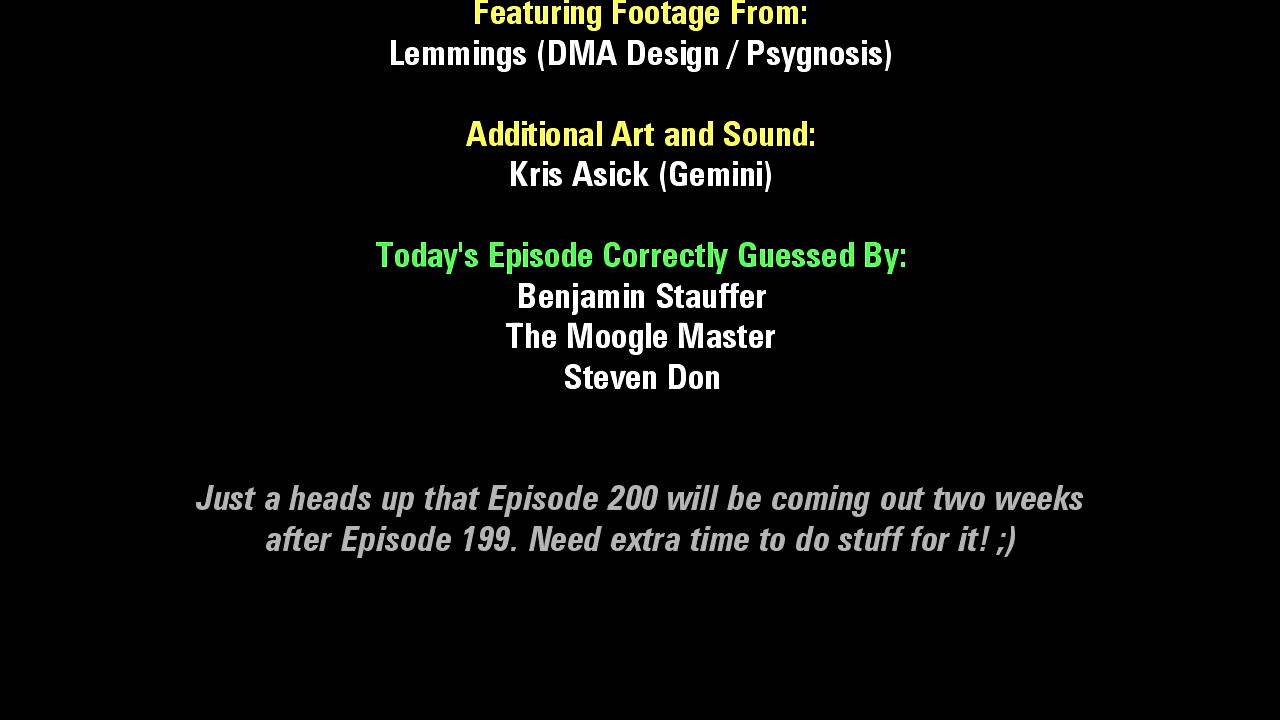 Featuring Footage From:
Lemmings (DMA Design / Psygnosis)
Additional Art and Sound:
Kris Asick (Gemini)
Today's Episode Correctly Guessed By:
Benjamin Stauffer
The Moogle Master
Steven Don
Just a heads up that Episode 200 will be coming out two weeks
after Episode 199. Need extra time to do stuff for it! ;)